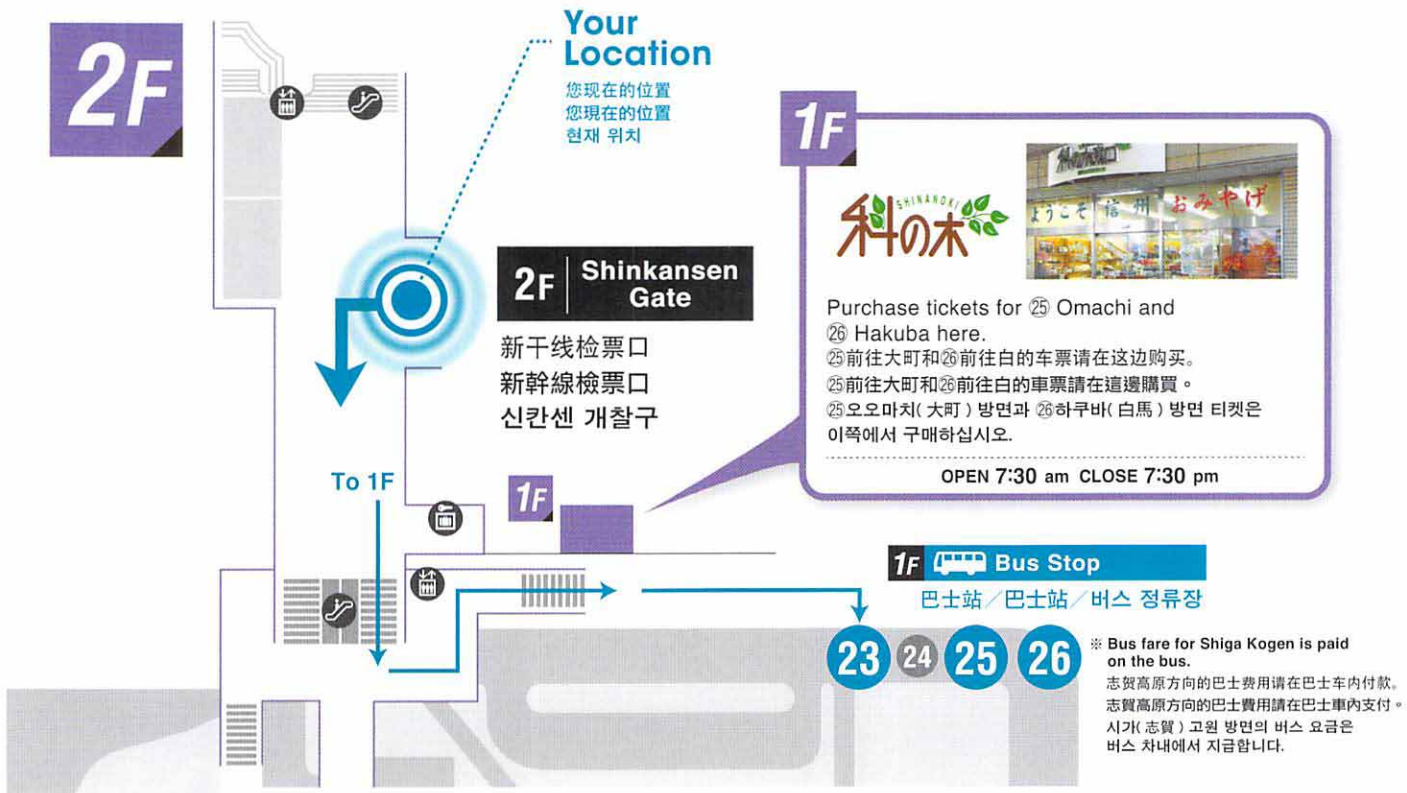 2F
Your
Location
您现在的位置
您現在的位置
현재 위치
2F Shinkansen
Gate
新干线检票口
新幹線檢票口
신칸센 개찰구
To 1F
1F
1F
SHINANOKI
科の木
ようこそ 信州 おみやげ
Purchase tickets for ㉕ Omachi and
㉖ Hakuba here.
㉕前往大町和㉖前往白的车票请在这边购买。
㉕前往大町和㉖前往白的車票請在這邊購買。
㉕오오마치( 大町 ) 방면과 ㉖하쿠바( 白馬 ) 방면 티켓은
이쪽에서 구매하십시오.
OPEN 7:30 am CLOSE 7:30 pm
1F Bus Stop
巴士站／巴士站／버스 정류장
23 24 25 26
※ Bus fare for Shiga Kogen is paid
on the bus.
志贺高原方向的巴士费用请在巴士车内付款。
志賀高原方向的巴士費用請在巴士車內支付。
시가( 志賀 ) 고원 방면의 버스 요금은
버스 차내에서 지급합니다.